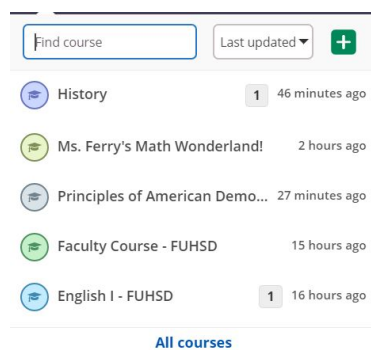 Find course Last updated
History 1 46 minutes ago
Ms. Ferry's Math Wonderland! 2 hours ago
Principles of American Demo... 27 minutes ago
Faculty Course - FUHSD 15 hours ago
English I - FUHSD 1 16 hours ago
All courses